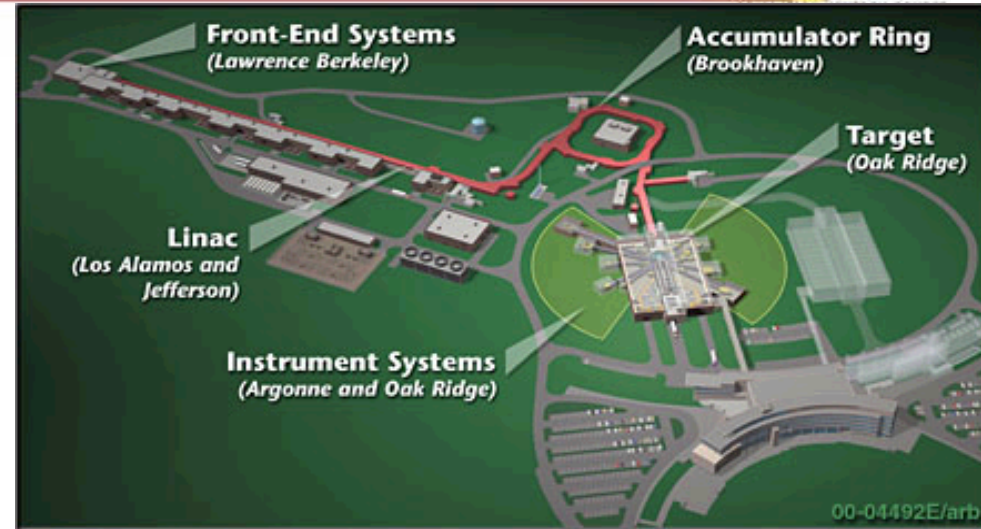 Front-End Systems
(Lawrence Berkeley)
Accumulator Ring
(Brookhaven)
Target
(Oak Ridge)
Linac
(Los Alamos and
Jefferson)
Instrument Systems
(Argonne and Oak Ridge)
00-04492E/arb